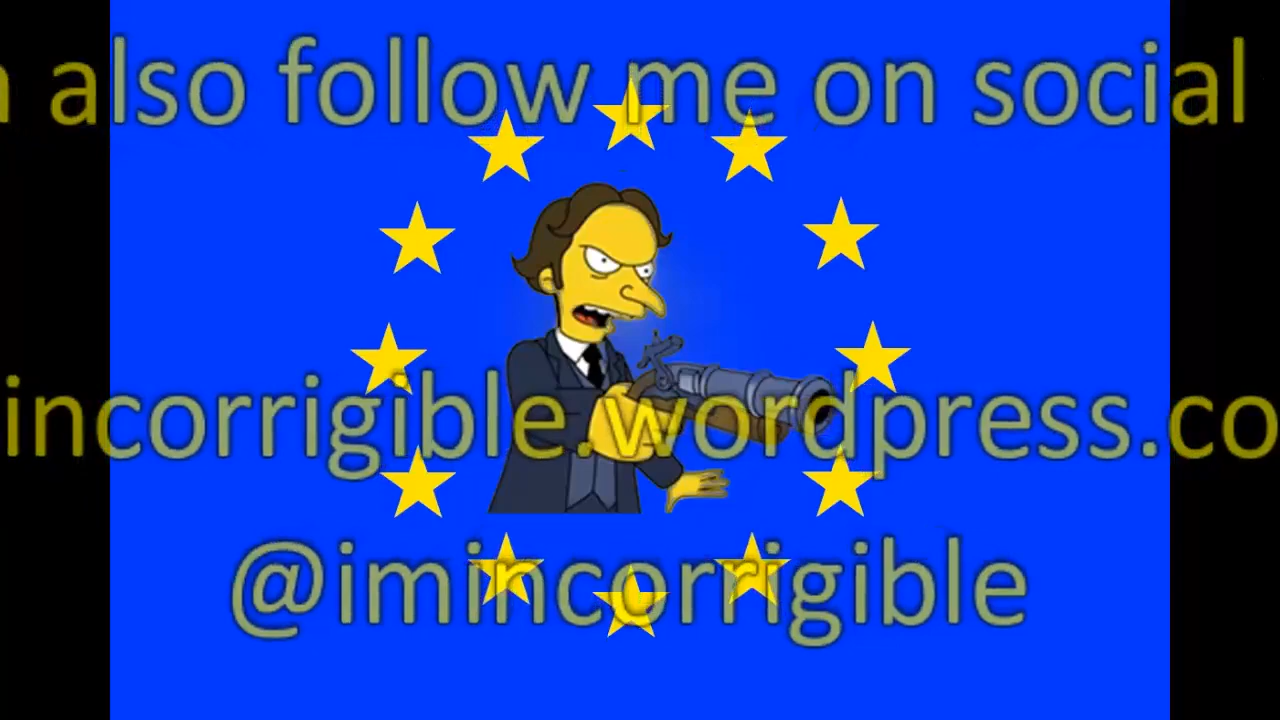 also follow me on social
incorrigible.wordpress.co
@imincorrigible